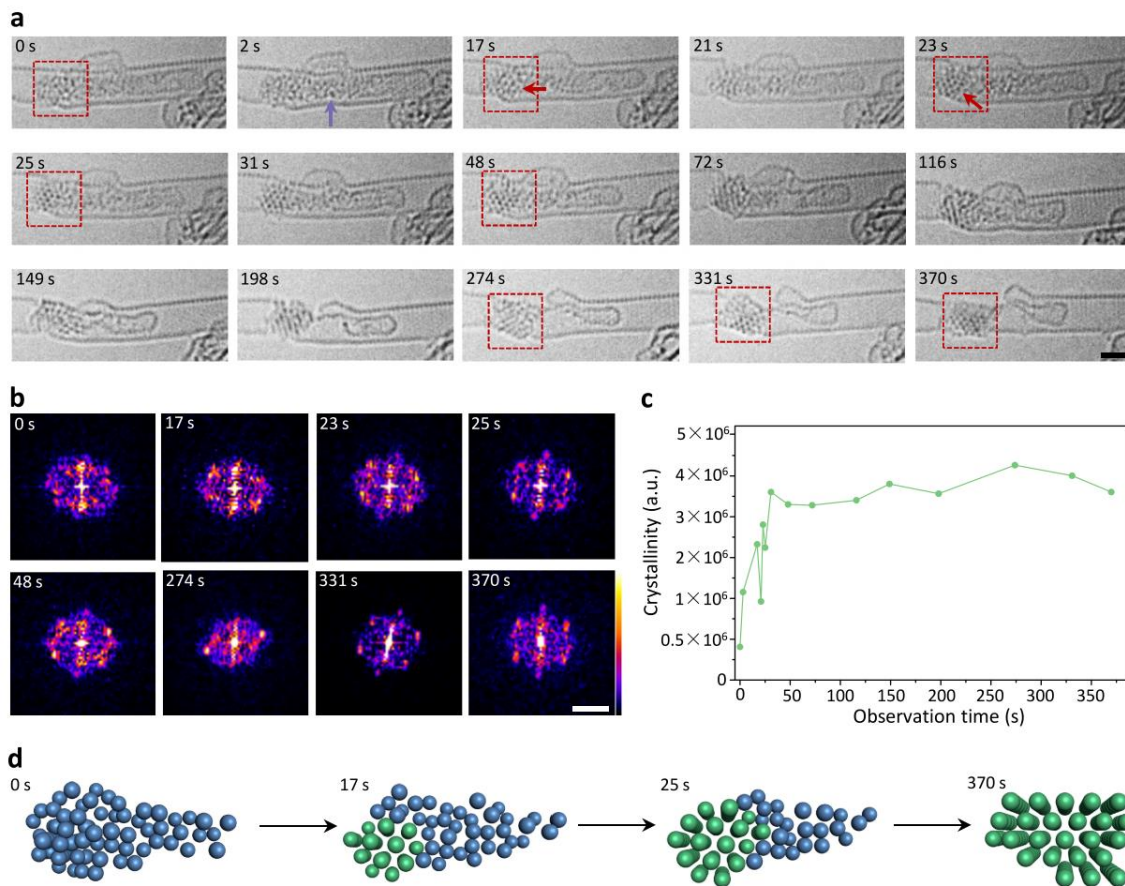 a
0 s
2 s
17 s
21 s
23 s
25 s
31 s
48 s
72 s
116 s
149 s
198 s
274 s
331 s
370 s
b
0 s
17 s
23 s
25 s
48 s
274 s
331 s
370 s
c
5×10⁶
4×10⁶
3×10⁶
2×10⁶
1×10⁶
0.5×10⁶
0
Crystallinity (a.u.)
0 50 100 150 200 250 300 350
Observation time (s)
d
0 s
17 s
25 s
370 s